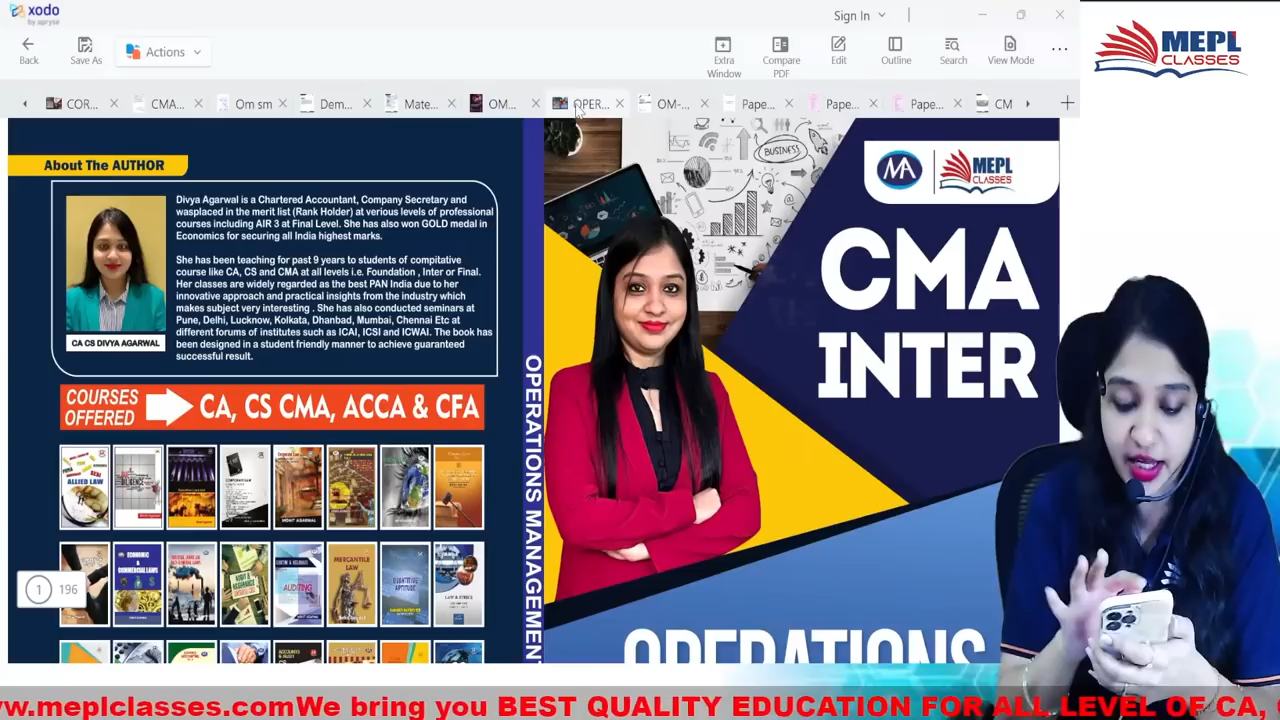 xodo
by apryse
Sign In
Back
Save As
Actions
Extra
Window
Compare
PDF
Edit
Outline
Search
View Mode
MEPL
CLASSES
COR...
CMA...
Om sm
Dem...
Mate...
OM...
OPER...
OM-...
Pape...
Pape...
Pape...
CM
About The AUTHOR
Divya Agarwal is a Chartered Accountant, Company Secretary and
wasplaced in the merit list (Rank Holder) at verious levels of professional
courses including AIR 3 at Final Level. She has also won GOLD medal in
Economics for securing all India highest marks.
She has been teaching for past 9 years to students of compitative
course like CA, CS and CMA at all levels i.e. Foundation , Inter or Final.
Her classes are widely regarded as the best PAN India due to her
innovative approach and practical insights from the industry which
makes subject very interesting . She has also conducted seminars at
Pune, Delhi, Lucknow, Kolkata, Dhanbad, Mumbai, Chennai Etc at
different forums of institutes such as ICAI, ICSI and ICWAI. The book has
been designed in a student friendly manner to achieve guaranteed
successful result.
CA CS DIVYA AGARWAL
COURSES
OFFERED
CA, CS CMA, ACCA & CFA
ALLIED LAW
MERCANTILE
LAW
AUDITING
1 196
OPERATIONS MANAGEMENT
BUSINESS
MEPL
CLASSES
CMA
INTER
OPERATIONS
w.meplclasses.comWe bring you BEST QUALITY EDUCATION FOR ALL LEVEL OF CA,